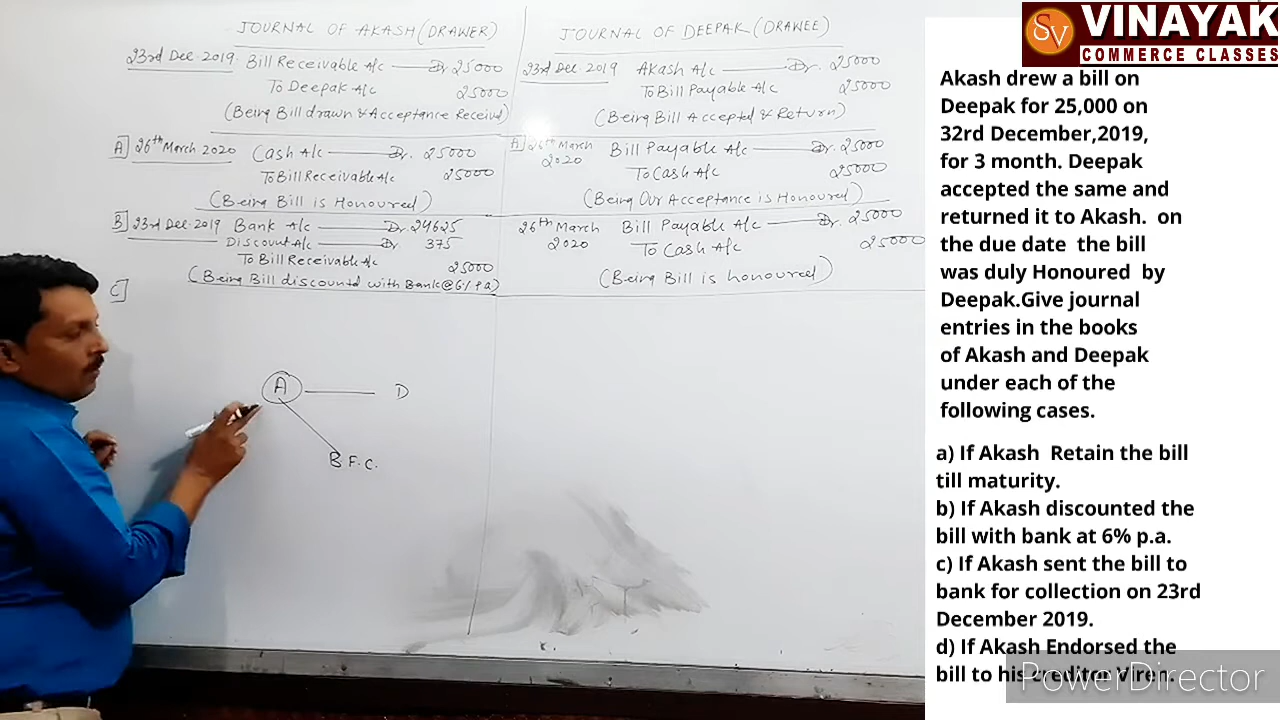 JOURNAL OF AKASH (DRAWER)
23rd Dec 2019. Bill Receivable A/c Dr 25000
To Deepak A/c 25000
(Being Bill drawn & Acceptance Received)
A] 26th March 2020 Cash A/c Dr. 25000
To Bill Receivable A/c 25000
(Being Bill is Honoured)
B] 23rd Dec 2019 Bank A/c Dr. 24625
Discount A/c Dr 375
To Bill Receivable A/c 25000
(Being Bill discountd with Bank @ 6% P.a)
C]
A D
B F.C.
JOURNAL OF DEEPAK (DRAWEE)
23rd Dec 2019 Akash A/c Dr. 25000
To Bill Payable A/c 25000
(Being Bill Accepted & Return)
A] 26th March 2020 Bill Payable A/c Dr. 25000
To Cash A/c 25000
(Being Our Acceptance is Honoured)
26th March 2020 Bill Payable A/c Dr. 25000
To Cash A/c 25000
(Being Bill is honoured)
SV VINAYAK
COMMERCE CLASSES
Akash drew a bill on
Deepak for 25,000 on
32rd December,2019,
for 3 month. Deepak
accepted the same and
returned it to Akash. on
the due date the bill
was duly Honoured by
Deepak.Give journal
entries in the books
of Akash and Deepak
under each of the
following cases.
a) If Akash Retain the bill
till maturity.
b) If Akash discounted the
bill with bank at 6% p.a.
c) If Akash sent the bill to
bank for collection on 23rd
December 2019.
d) If Akash Endorsed the
bill to his creditor Viren.
PowerDirector